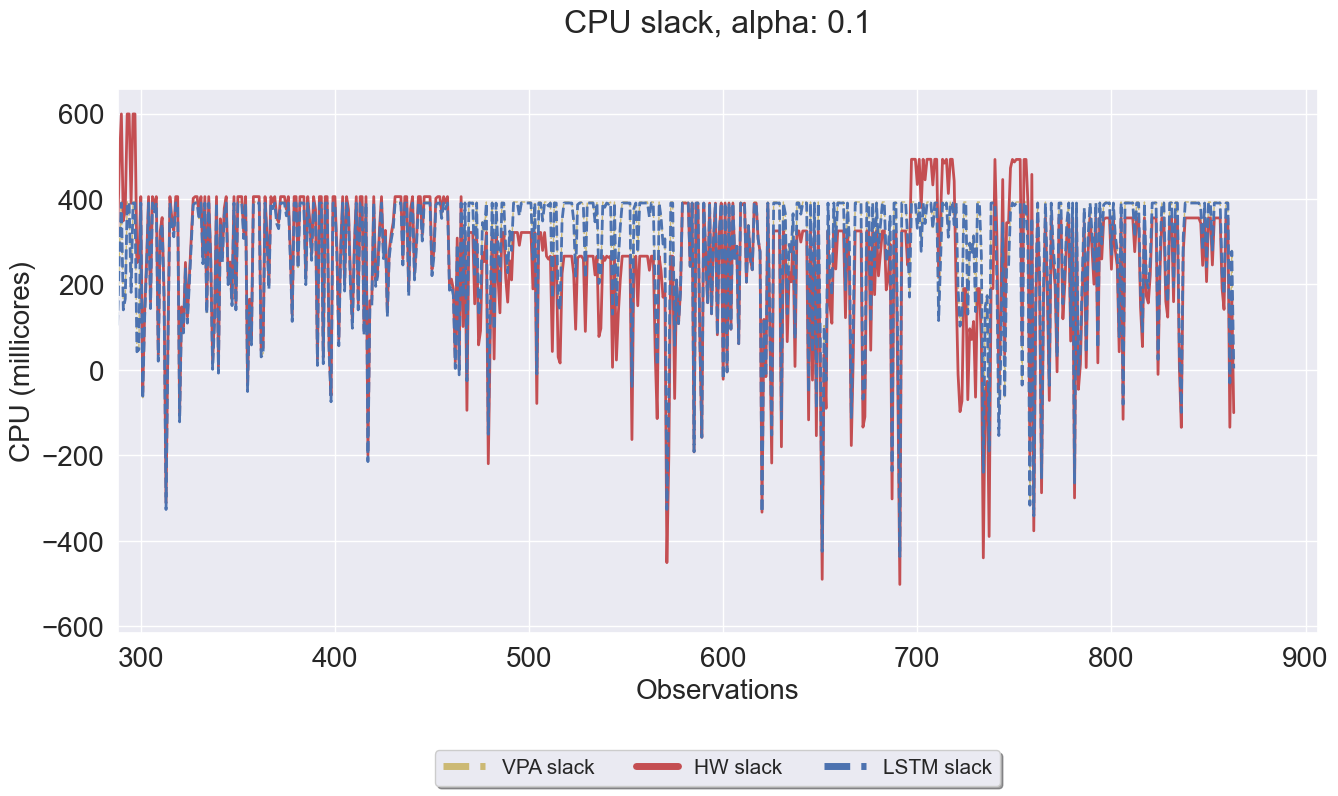 CPU slack, alpha: 0.1
600
400
200
0
−200
−400
−600
CPU (millicores)
300 400 500 600 700 800 900
Observations
VPA slack HW slack LSTM slack